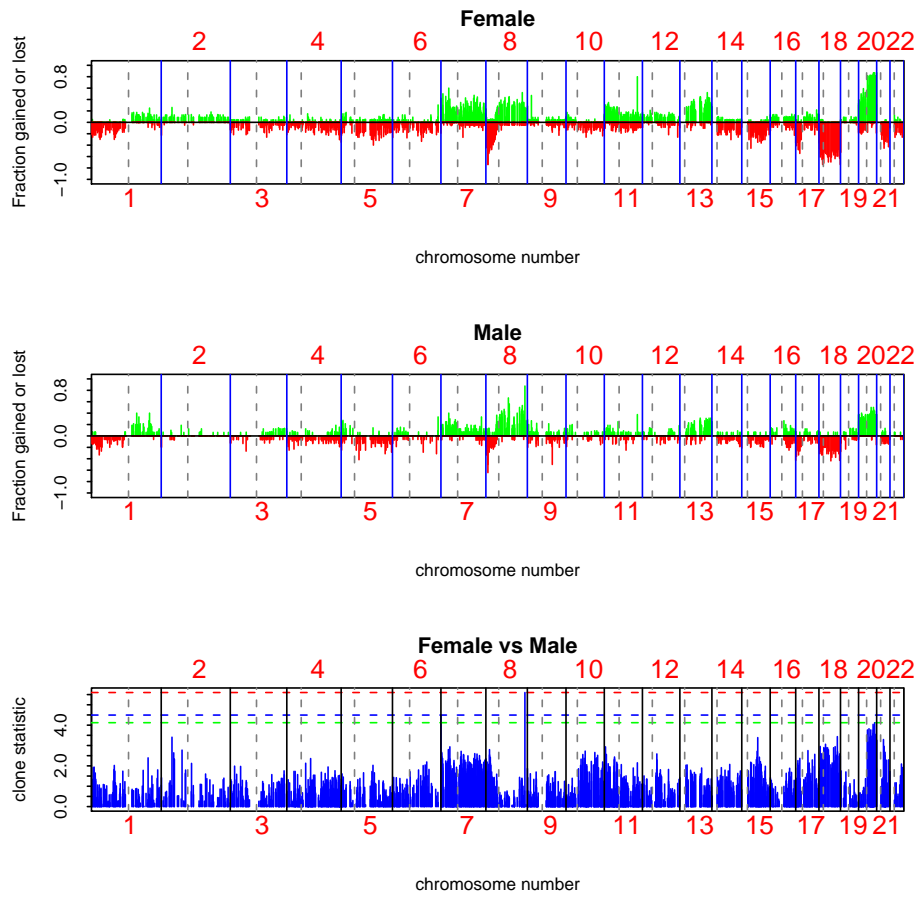 Female
2 4 6 8 10 12 14 16 18 20 22
Fraction gained or lost
0.8
0.0
−1.0
1 3 5 7 9 11 13 15 17 19 21
chromosome number
Male
2 4 6 8 10 12 14 16 18 20 22
Fraction gained or lost
0.8
0.0
−1.0
1 3 5 7 9 11 13 15 17 19 21
chromosome number
Female vs Male
2 4 6 8 10 12 14 16 18 20 22
clone statistic
4.0
2.0
0.0
1 3 5 7 9 11 13 15 17 19 21
chromosome number